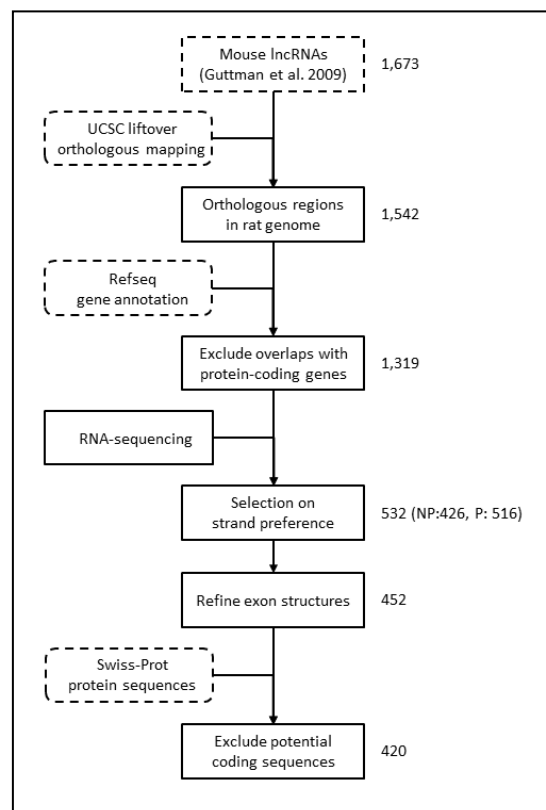 Mouse lncRNAs
(Guttman et al. 2009)
1,673
UCSC liftover
orthologous mapping
Orthologous regions
in rat genome
1,542
Refseq
gene annotation
Exclude overlaps with
protein-coding genes
1,319
RNA-sequencing
Selection on
strand preference
532 (NP:426, P: 516)
Refine exon structures
452
Swiss-Prot
protein sequences
Exclude potential
coding sequences
420